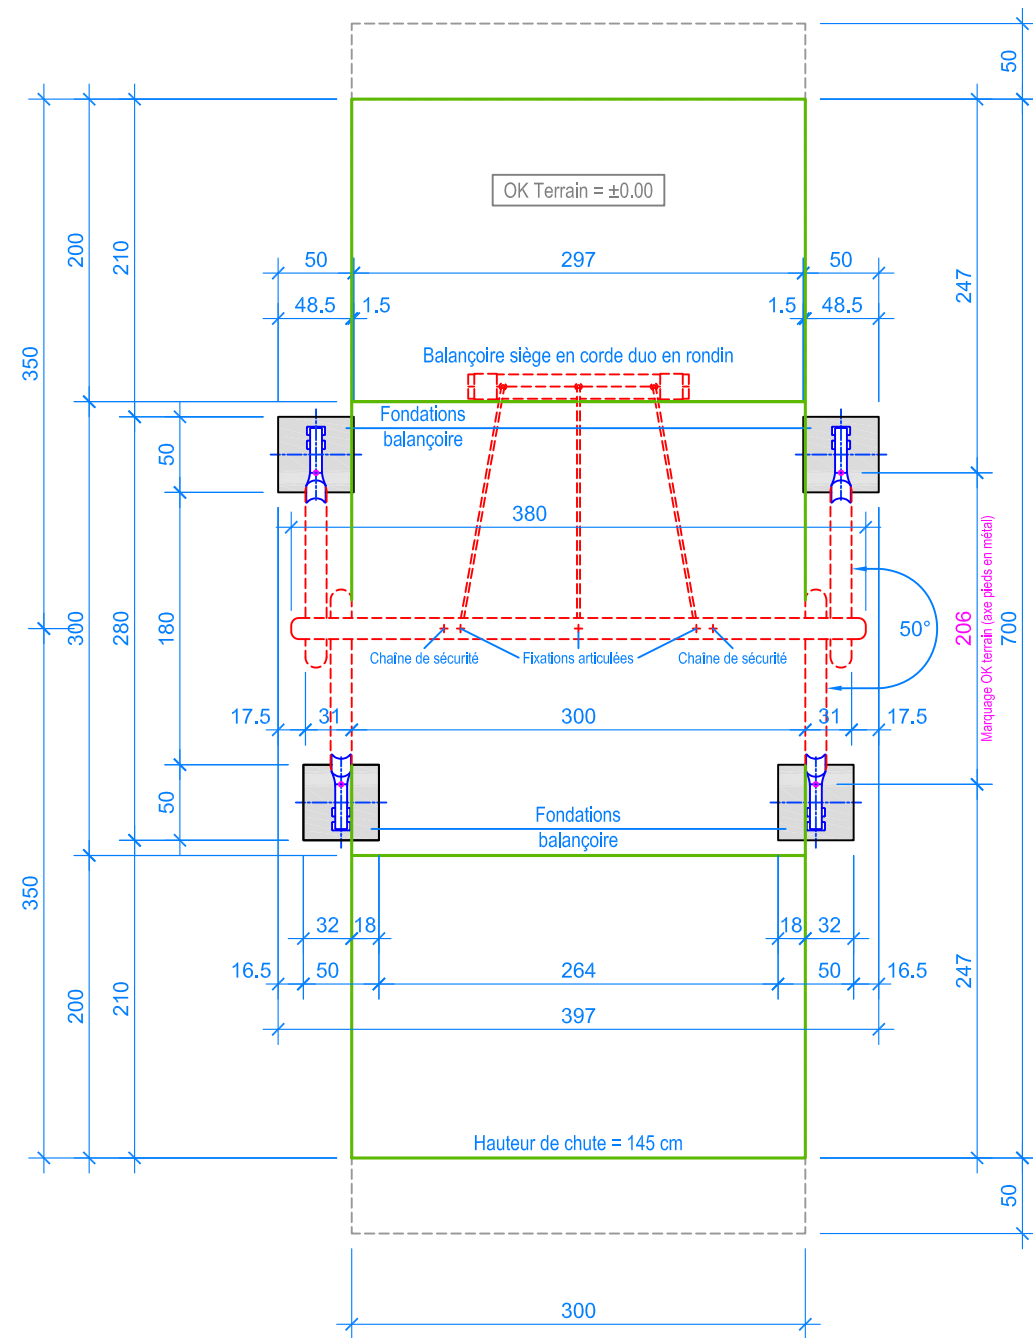 50
OK Terrain = ±0.00
50 297 50
48.5 1.5 1.5 48.5
200
210
247
350
Balançoire siège en corde duo en rondin
Fondations
balançoire
50
380
300
280
180
50°
206
Marquage OK terrain (axe pieds en métal)
700
Chaîne de sécurité
Fixations articulées
Chaîne de sécurité
17.5 31 300 31 17.5
50
Fondations
balançoire
350
32 18 18 32
16.5 50 264 50 16.5
397
200
210
247
Hauteur de chute = 145 cm
50
300